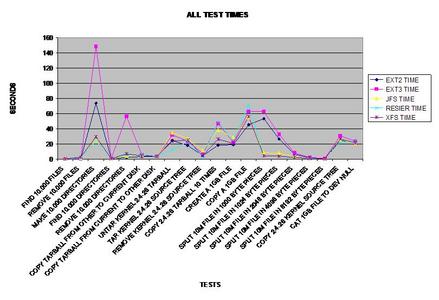 ALL TEST TIMES
SECONDS
160
140
120
100
80
60
40
20
0
EXT2 TIME
EXT3 TIME
JFS TIME
RESIER TIME
XFS TIME
FIND 10,000 FILES
REMOVE 10,000 FILES
MAKE 10,000 DIRECTORIES
FIND 10,000 DIRECTORIES
REMOVE 10,000 DIRECTORIES
COPY TARBALL FROM OTHER TO CURRENT DISK
COPY TARBALL FROM CURRENT TO OTHER DISK
UNTAR KERNEL 2.4.26 TARBALL
TAR KERNEL 2.4.26 SOURCE TREE
REMOVE KERNEL 2.4.26 SOURCE TREE
COPY 2.4.26 TARBALL 10 TIMES
CREATE A 1GB FILE
COPY A 1GB FILE
SPLIT 10M FILE IN 1000 BYTE PIECES
SPLIT 10M FILE IN 1024 BYTE PIECES
SPLIT 10M FILE IN 2048 BYTE PIECES
SPLIT 10M FILE IN 4096 BYTE PIECES
SPLIT 10M FILE IN 8192 BYTE PIECES
COPY 2.4.26 KERNEL SOURCE TREE
CAT 1GB FILE TO DEV NULL
TESTS